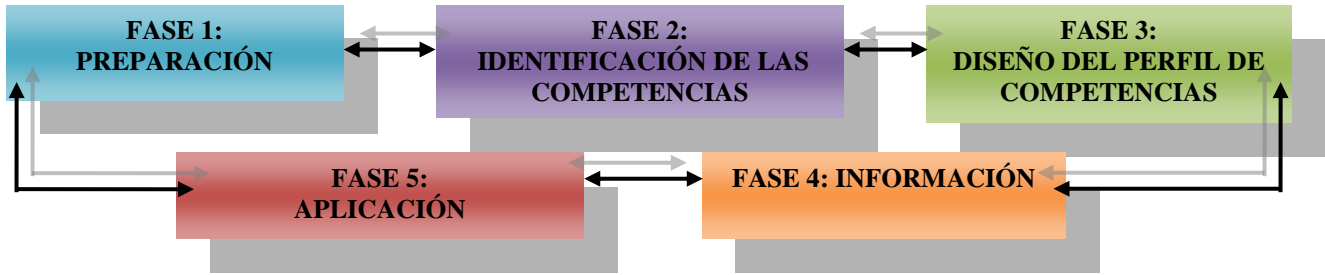 FASE 1:
PREPARACIÓN
FASE 2:
IDENTIFICACIÓN DE LAS
COMPETENCIAS
FASE 3:
DISEÑO DEL PERFIL DE
COMPETENCIAS
FASE 4: INFORMACIÓN
FASE 5:
APLICACIÓN